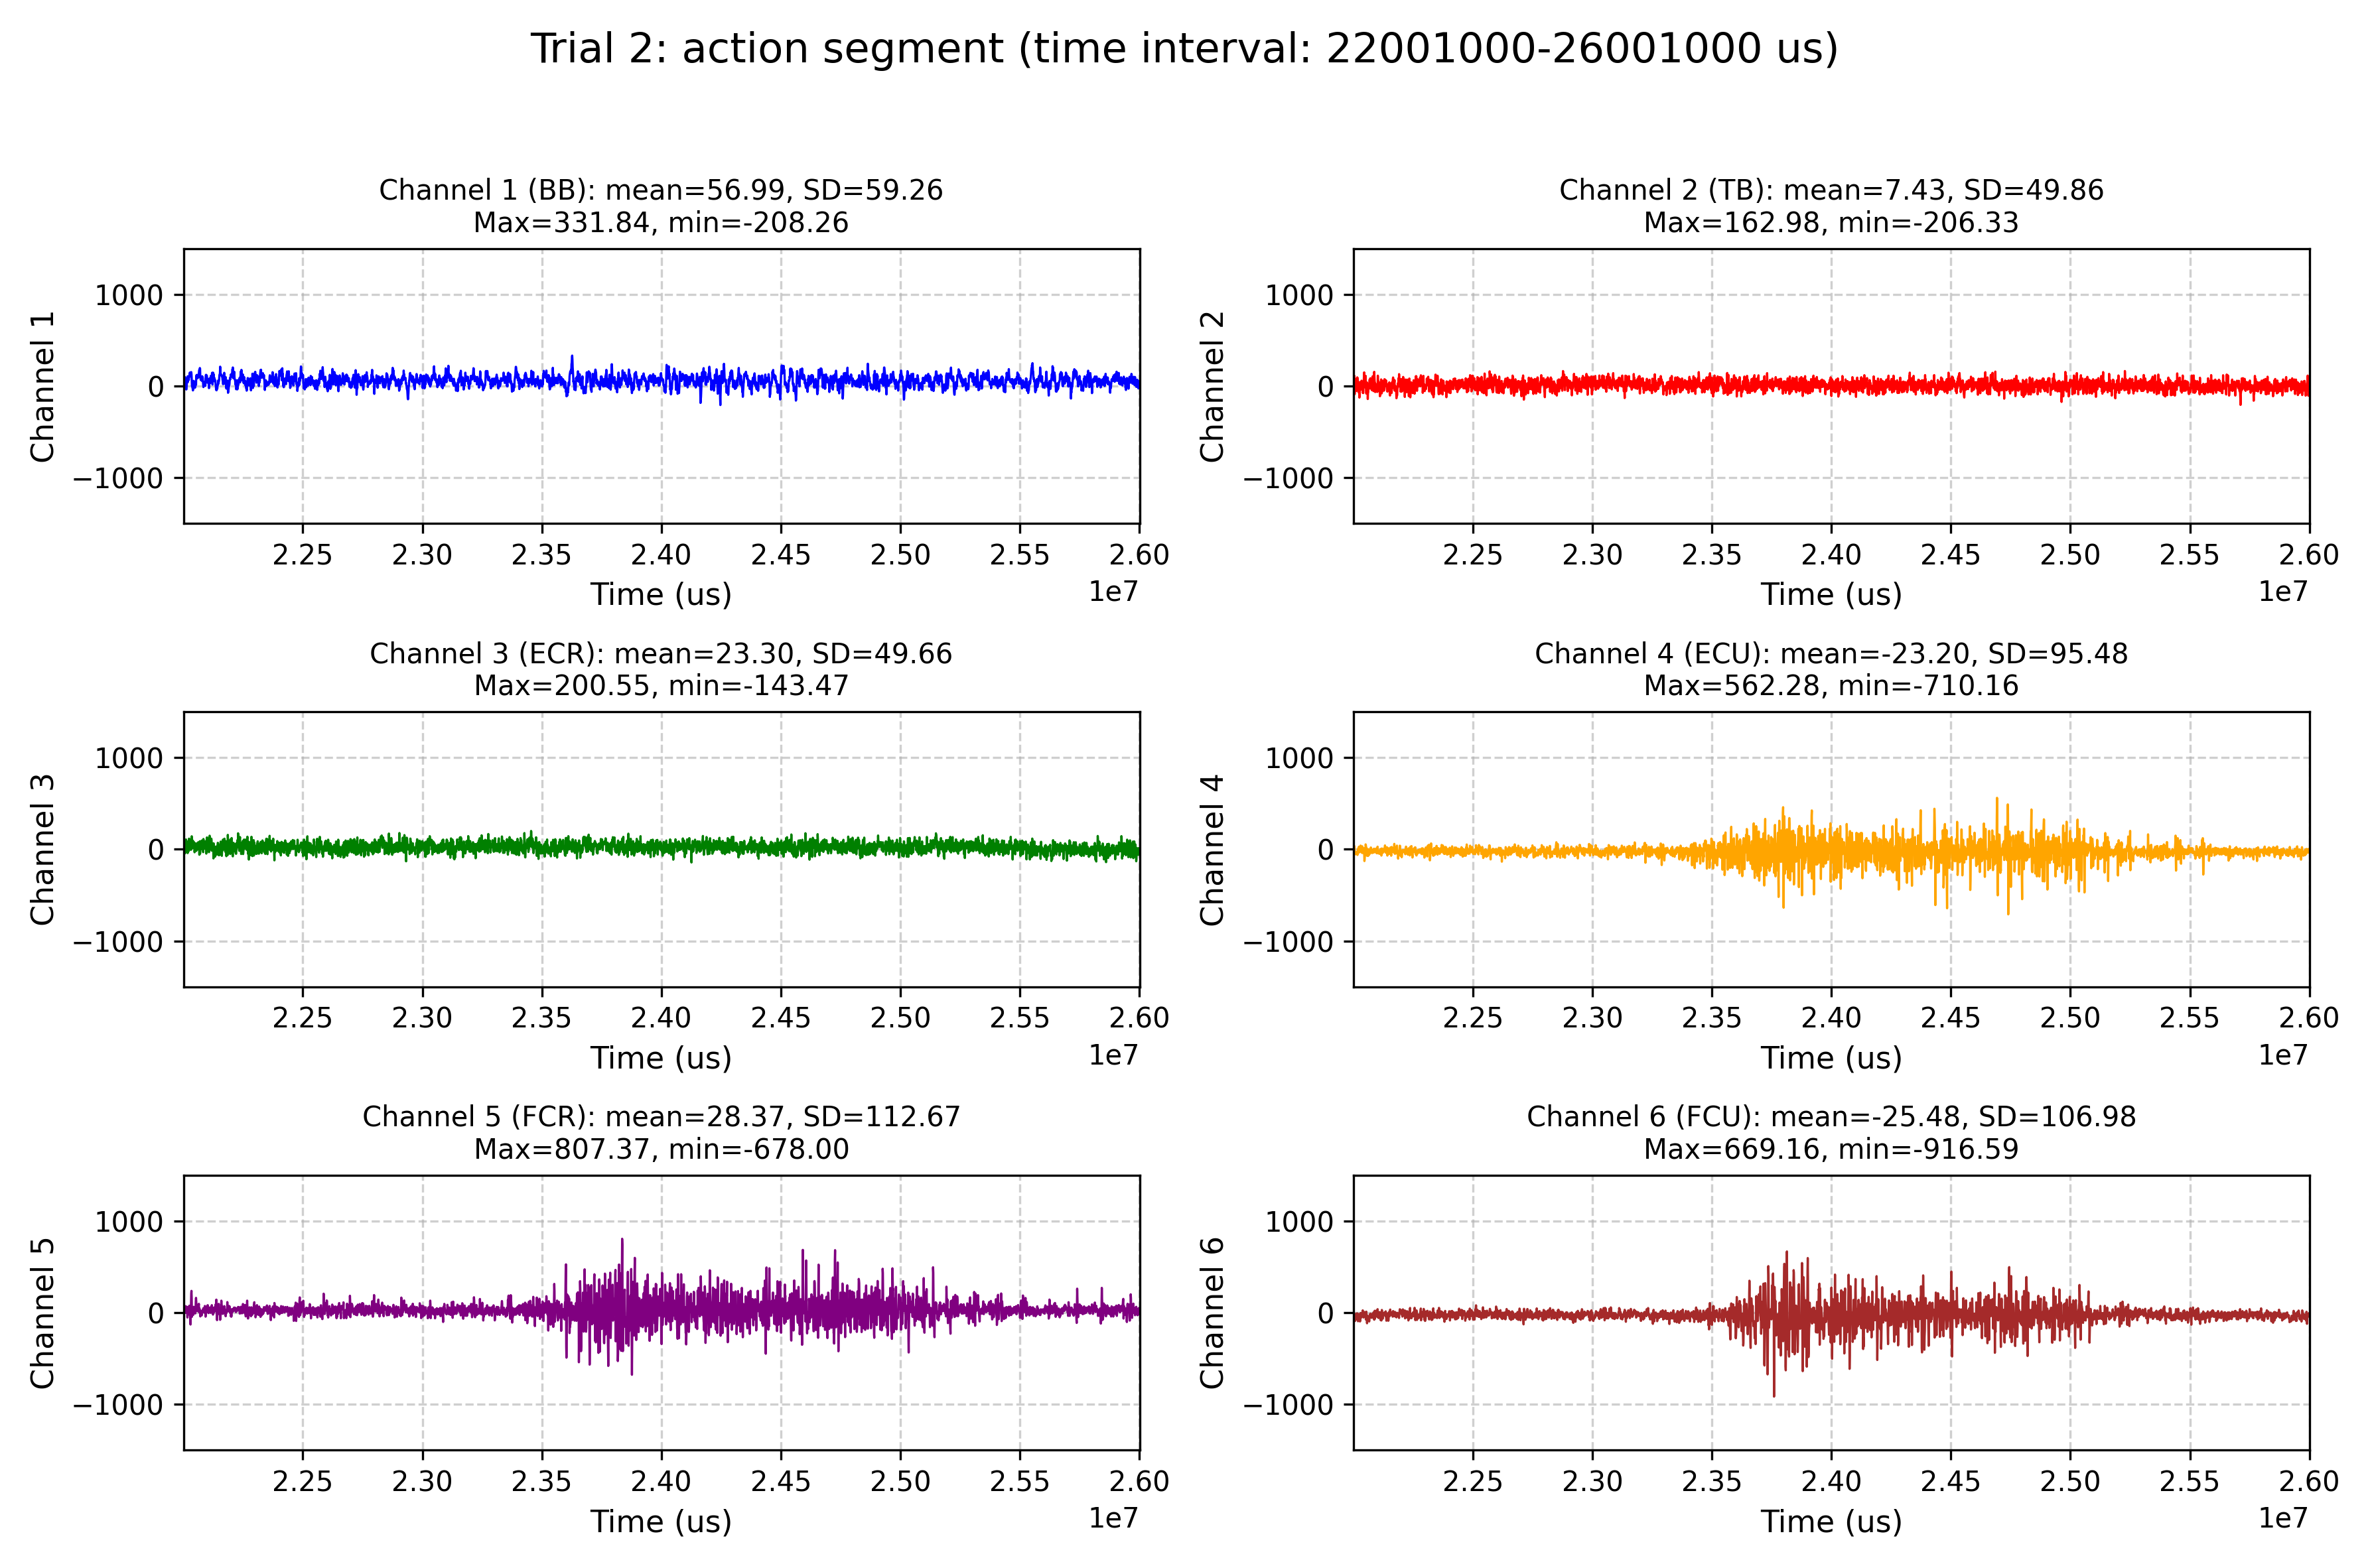 Trial 2: action segment (time interval: 22001000-26001000 us)
Channel 1 (BB): mean=56.99, SD=59.26
Max=331.84, min=-208.26
1000
0
−1000
Channel 1
2.25 2.30 2.35 2.40 2.45 2.50 2.55 2.60
1e7
Time (us)
Channel 2 (TB): mean=7.43, SD=49.86
Max=162.98, min=-206.33
1000
0
−1000
Channel 2
2.25 2.30 2.35 2.40 2.45 2.50 2.55 2.60
1e7
Time (us)
Channel 3 (ECR): mean=23.30, SD=49.66
Max=200.55, min=-143.47
1000
0
−1000
Channel 3
2.25 2.30 2.35 2.40 2.45 2.50 2.55 2.60
1e7
Time (us)
Channel 4 (ECU): mean=-23.20, SD=95.48
Max=562.28, min=-710.16
1000
0
−1000
Channel 4
2.25 2.30 2.35 2.40 2.45 2.50 2.55 2.60
1e7
Time (us)
Channel 5 (FCR): mean=28.37, SD=112.67
Max=807.37, min=-678.00
1000
0
−1000
Channel 5
2.25 2.30 2.35 2.40 2.45 2.50 2.55 2.60
1e7
Time (us)
Channel 6 (FCU): mean=-25.48, SD=106.98
Max=669.16, min=-916.59
1000
0
−1000
Channel 6
2.25 2.30 2.35 2.40 2.45 2.50 2.55 2.60
1e7
Time (us)